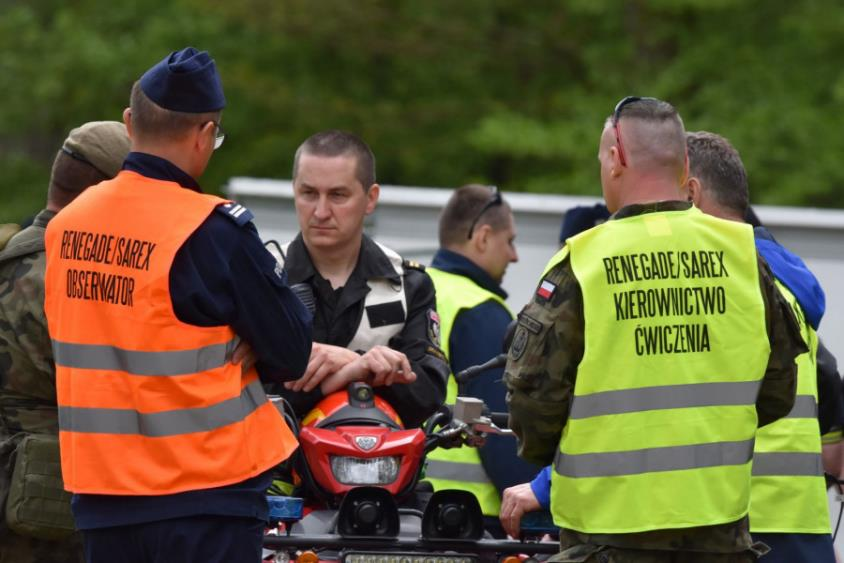 RENEGADE/SAREX
OBSERWATOR
RENEGADE/SAREX
KIEROWNICTWO
ĆWICZENIA